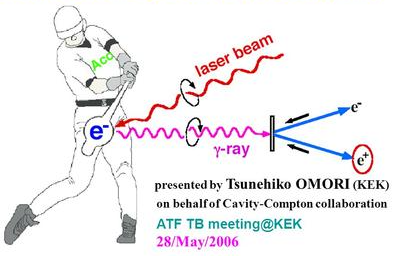 Acc
laser beam
e-
γ-ray
e-
e+
presented by Tsunehiko OMORI (KEK)
on behalf of Cavity-Compton collaboration
ATF TB meeting@KEK
28/May/2006